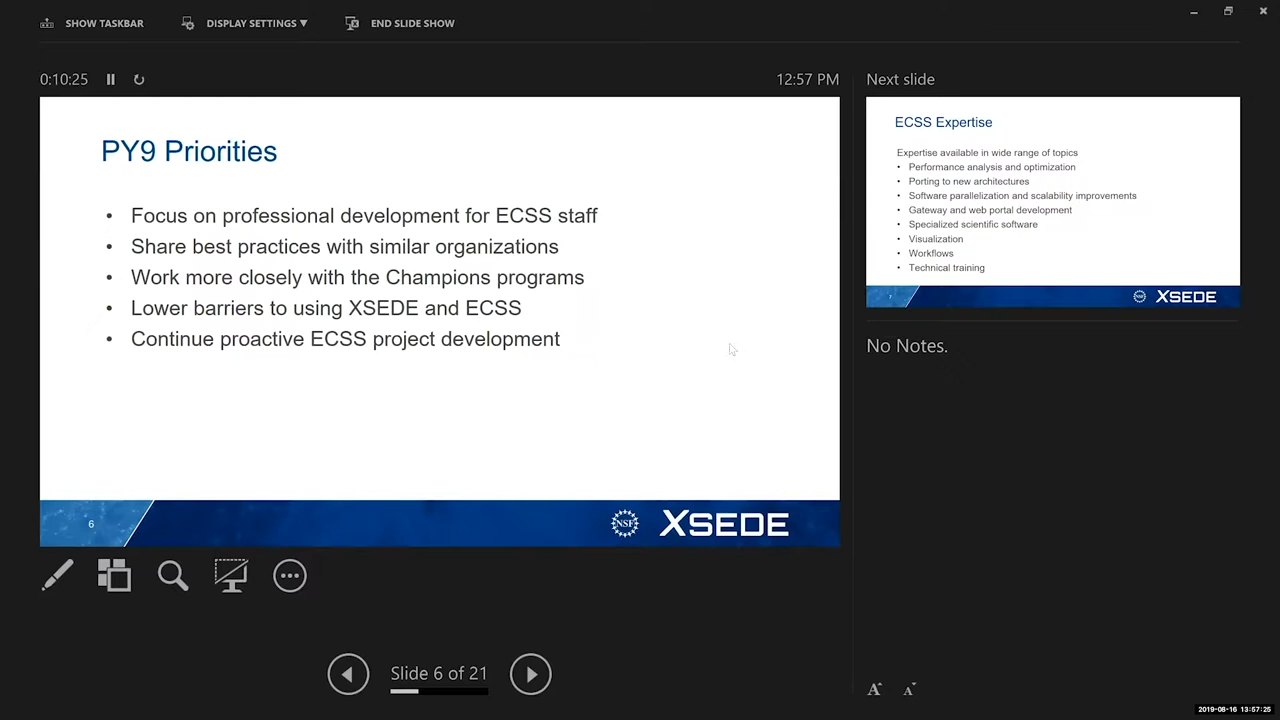 SHOW TASKBAR
DISPLAY SETTINGS ▼
END SLIDE SHOW
0:10:25
12:57 PM
PY9 Priorities
• Focus on professional development for ECSS staff
• Share best practices with similar organizations
• Work more closely with the Champions programs
• Lower barriers to using XSEDE and ECSS
• Continue proactive ECSS project development
6
NSF
XSEDE
Next slide
ECSS Expertise
Expertise available in wide range of topics
• Performance analysis and optimization
• Porting to new architectures
• Software parallelization and scalability improvements
• Gateway and web portal development
• Specialized scientific software
• Visualization
• Workflows
• Technical training
7
XSEDE
No Notes.
Slide 6 of 21
A A
2019-08-16 13:57:25